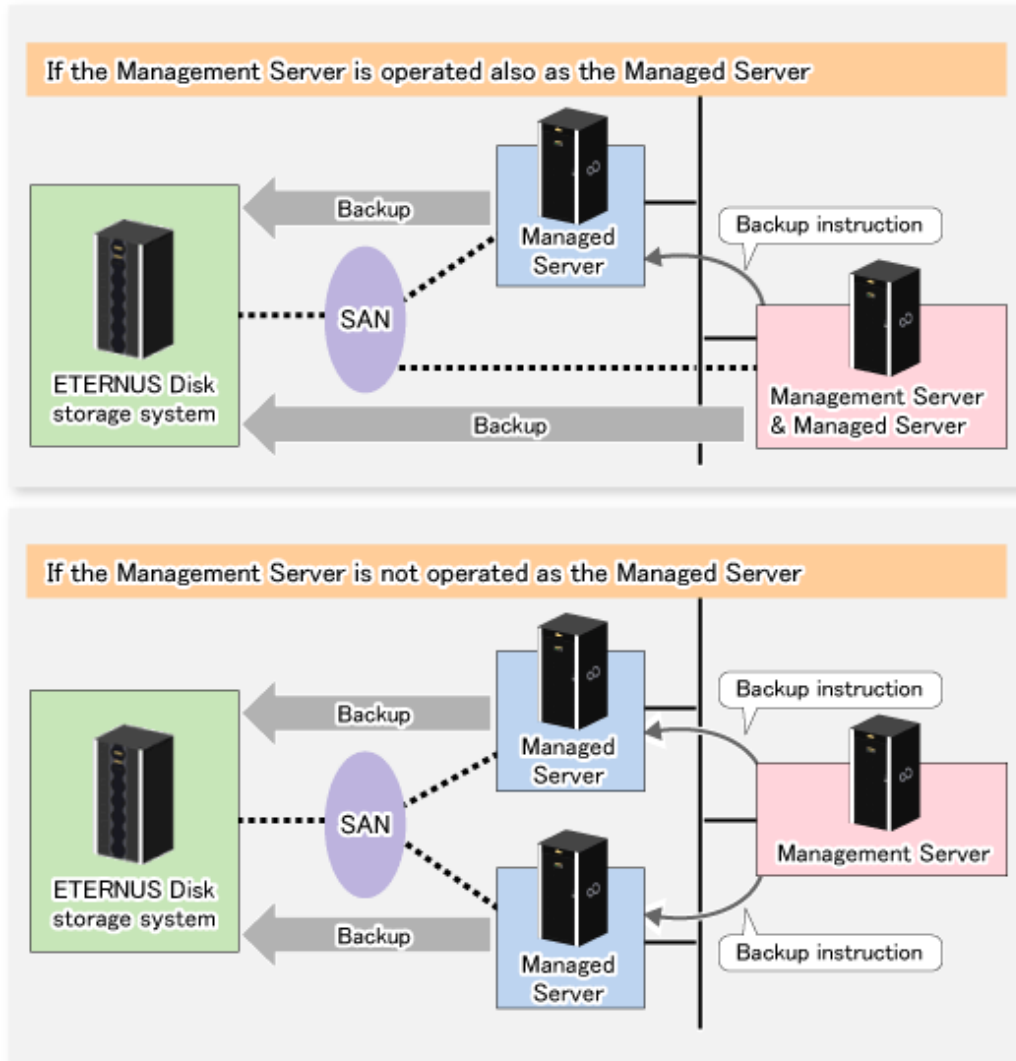 If the Management Server is operated also as the Managed Server
Backup
Managed
Server
Backup instruction
SAN
ETERNUS Disk
storage system
Management Server
& Managed Server
Backup
If the Management Server is not operated as the Managed Server
Backup
Managed
Server
Backup instruction
SAN
Management Server
ETERNUS Disk
storage system
Backup
Managed
Server
Backup instruction